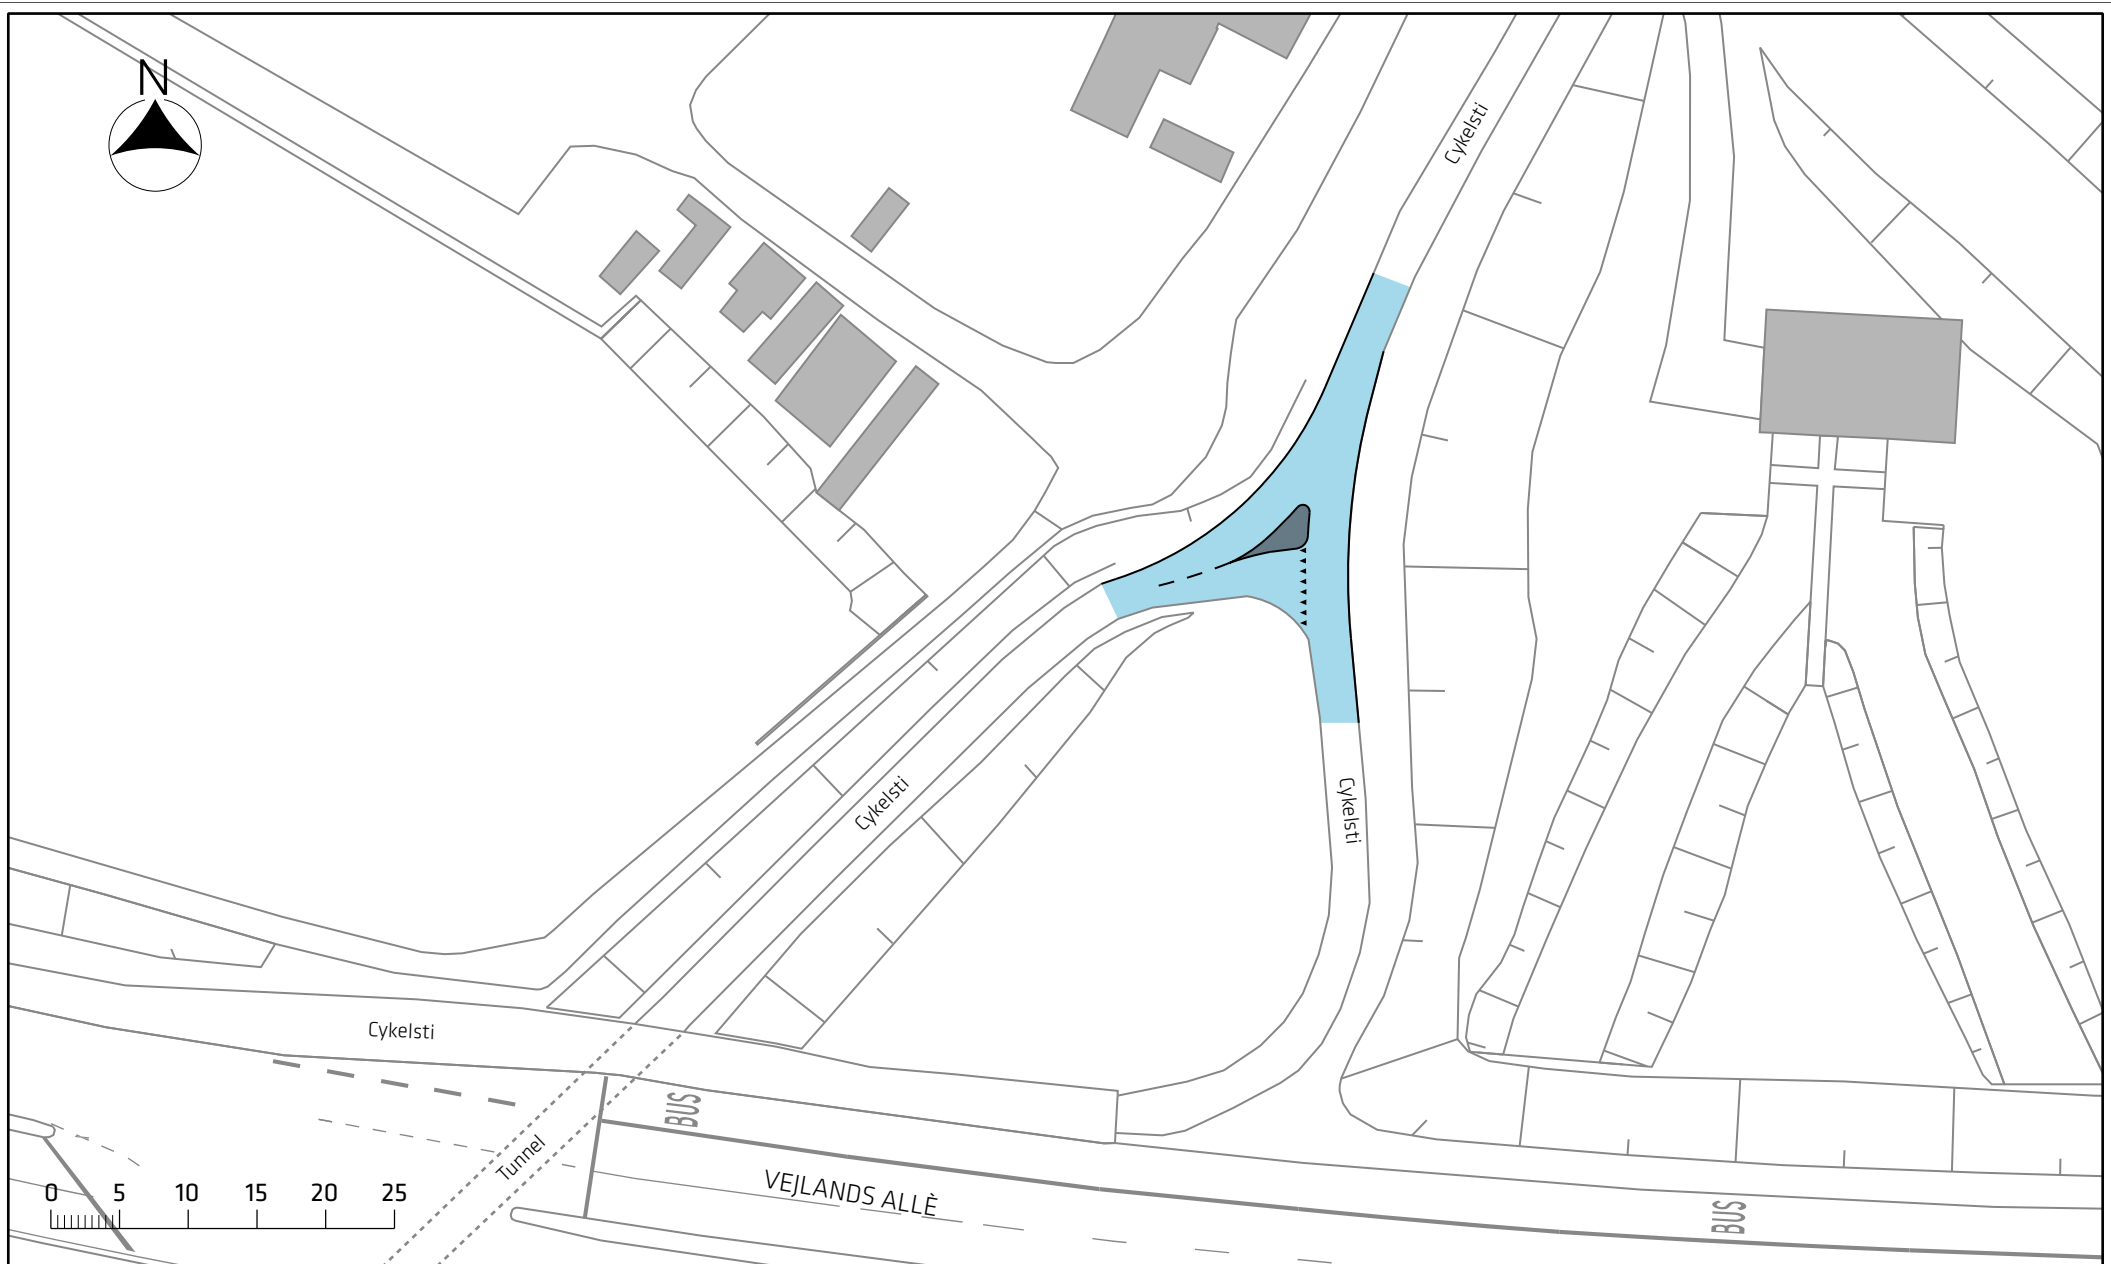 N
Cykelsti
Cykelsti
Cykelsti
Cykelsti
BUS
Tunnel
VEJLANDS ALLÈ
BUS
0 5 10 15 20 25